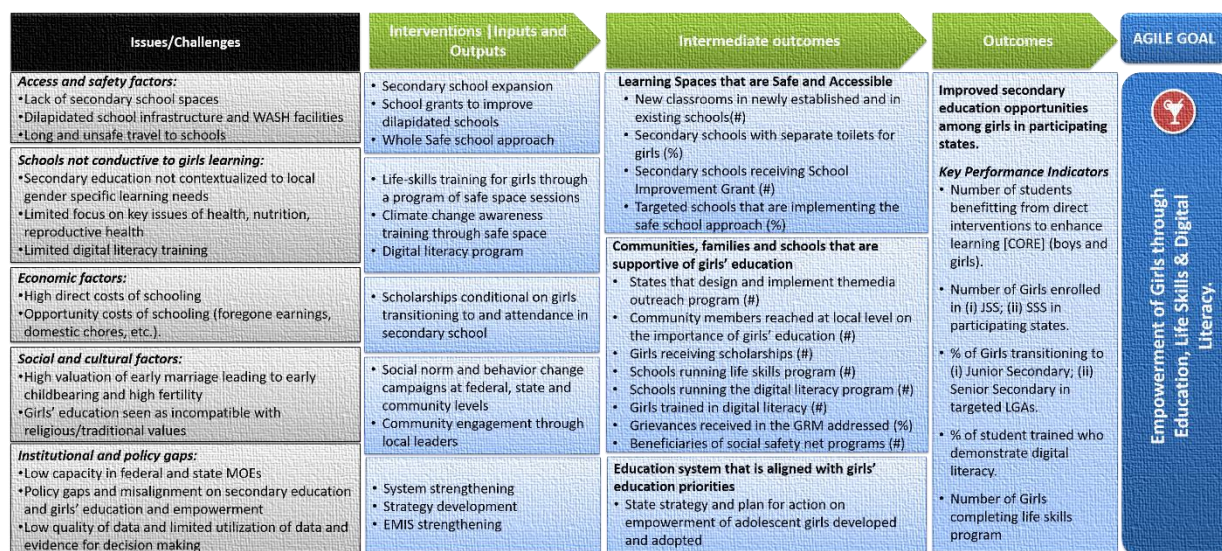 Issues/Challenges
Interventions |Inputs and
Outputs
Intermediate outcomes
Outcomes
AGILE GOAL
Access and safety factors:
•Lack of secondary school spaces
•Dilapidated school infrastructure and WASH facilities
•Long and unsafe travel to schools
Schools not conductive to girls learning:
•Secondary education not contextualized to local
gender specific learning needs
•Limited focus on key issues of health, nutrition,
reproductive health
•Limited digital literacy training
Economic factors:
•High direct costs of schooling
•Opportunity costs of schooling (foregone earnings,
domestic chores, etc.).
Social and cultural factors:
•High valuation of early marriage leading to early
childbearing and high fertility
•Girls' education seen as incompatible with
religious/traditional values
Institutional and policy gaps:
•Low capacity in federal and state MOEs
•Policy gaps and misalignment on secondary education
and girls' education and empowerment
•Low quality of data and limited utilization of data and
evidence for decision making
• Secondary school expansion
• School grants to improve
dilapidated schools
• Whole Safe school approach
• Life-skills training for girls through
a program of safe space sessions
• Climate change awareness
training through safe space
• Digital literacy program
• Scholarships conditional on girls
transitioning to and attendance in
secondary school
• Social norm and behavior change
campaigns at federal, state and
community levels
• Community engagement through
local leaders
• System strengthening
• Strategy development
• EMIS strengthening
Learning Spaces that are Safe and Accessible
• New classrooms in newly established and in
existing schools(#)
• Secondary schools with separate toilets for
girls (%)
• Secondary schools receiving School
Improvement Grant (#)
• Targeted schools that are implementing the
safe school approach (%)
Communities, families and schools that are
supportive of girls' education
• States that design and implement themedia
outreach program (#)
• Community members reached at local level on
the importance of girls' education (#)
• Girls receiving scholarships (#)
• Schools running life skills program (#)
• Schools running the digital literacy program (#)
• Girls trained in digital literacy (#)
• Grievances received in the GRM addressed (%)
• Beneficiaries of social safety net programs (#)
Education system that is aligned with girls'
education priorities
• State strategy and plan for action on
empowerment of adolescent girls developed
and adopted
Improved secondary
education opportunities
among girls in participating
states.
Key Performance Indicators
• Number of students
benefitting from direct
interventions to enhance
learning [CORE] (boys and
girls).
• Number of Girls enrolled
in (i) JSS; (ii) SSS in
participating states.
• % of Girls transitioning to
(i) Junior Secondary; (ii)
Senior Secondary in
targeted LGAs.
• % of student trained who
demonstrate digital
literacy.
• Number of Girls
completing life skills
program
Empowerment of Girls through
Education, Life Skills & Digital
Literacy.